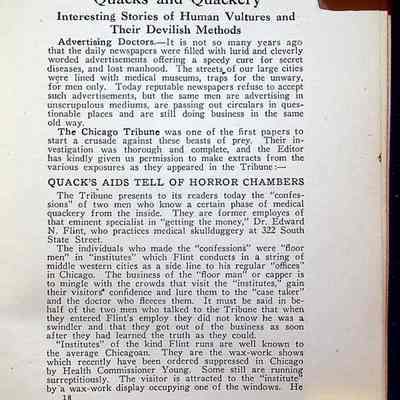 Quacks and Quackery
Interesting Stories of Human Vultures and
Their Devilish Methods
Advertising Doctors.—It is not so many years ago
that the daily newspapers were filled with lurid and cleverly
worded advertisements offering a speedy cure for secret
diseases, and lost manhood. The streets of our large cities
were lined with medical museums, traps for the unwary,
for men only. Today reputable newspapers refuse to accept
such advertisements, but the same men are advertising in
unscrupulous mediums, are passing out circulars in ques-
tionable places and are still doing business in the same
old way.
The Chicago Tribune was one of the first papers to
start a crusade against these beasts of prey. Their in-
vestigation was thorough and complete, and the Editor
has kindly given us permission to make extracts from the
various exposures as they appeared in the Tribune:—
QUACK'S AIDS TELL OF HORROR CHAMBERS
The Tribune presents to its readers today the "confes-
sions" of two men who know a certain phase of medical
quackery from the inside. They are former employes of
that eminent specialist in "getting the money," Dr. Edward
N. Flint, who practices medical skullduggery at 322 South
State Street.
The individuals who made the "confessions" were "floor
men" in "institutes" which Flint conducts in a string of
middle western cities as a side line to his regular "offices"
in Chicago. The business of the "floor man" or capper is
to mingle with the crowds that visit the "institutes," gain
their visitors' confidence and lure them to the "case taker"
and the doctor who fleeces them. It must be said in be-
half of the two men who talked to the Tribune that when
they entered Flint's employ they did not know he was a
swindler and that they got out of the business as soon
after they had learned the truth as they could.
"Institutes" of the kind Flint runs are well known to
the average Chicagoan. They are the wax-work shows
which recently have been ordered suppressed in Chicago
by Health Commissioner Young. Some still are running
surreptitiously. The visitor is attracted to the "institute"
by a wax-work display occupying one of the windows. He
18